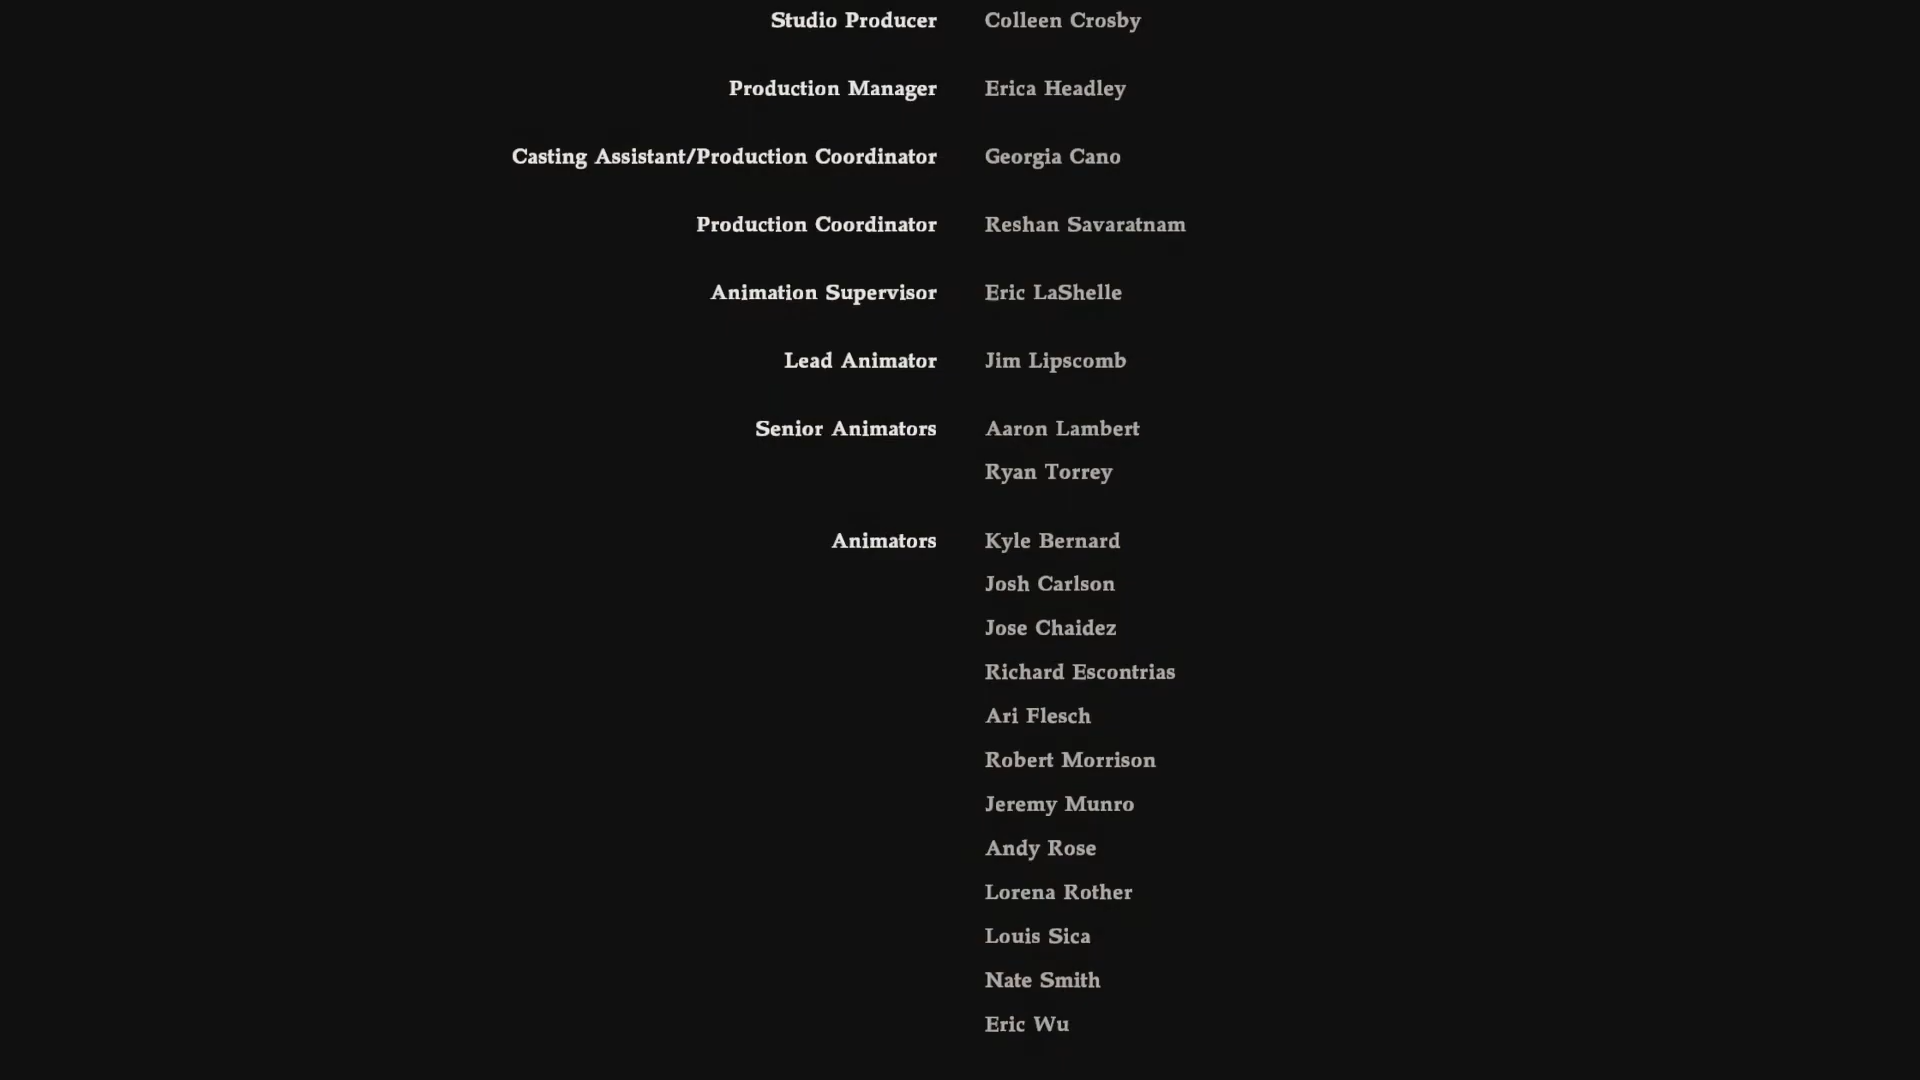 Studio Producer Colleen Crosby
Production Manager Erica Headley
Casting Assistant/Production Coordinator Georgia Cano
Production Coordinator Reshan Savaratnam
Animation Supervisor Eric LaShelle
Lead Animator Jim Lipscomb
Senior Animators Aaron Lambert
Ryan Torrey
Animators Kyle Bernard
Josh Carlson
Jose Chaidez
Richard Escontrias
Ari Flesch
Robert Morrison
Jeremy Munro
Andy Rose
Lorena Rother
Louis Sica
Nate Smith
Eric Wu